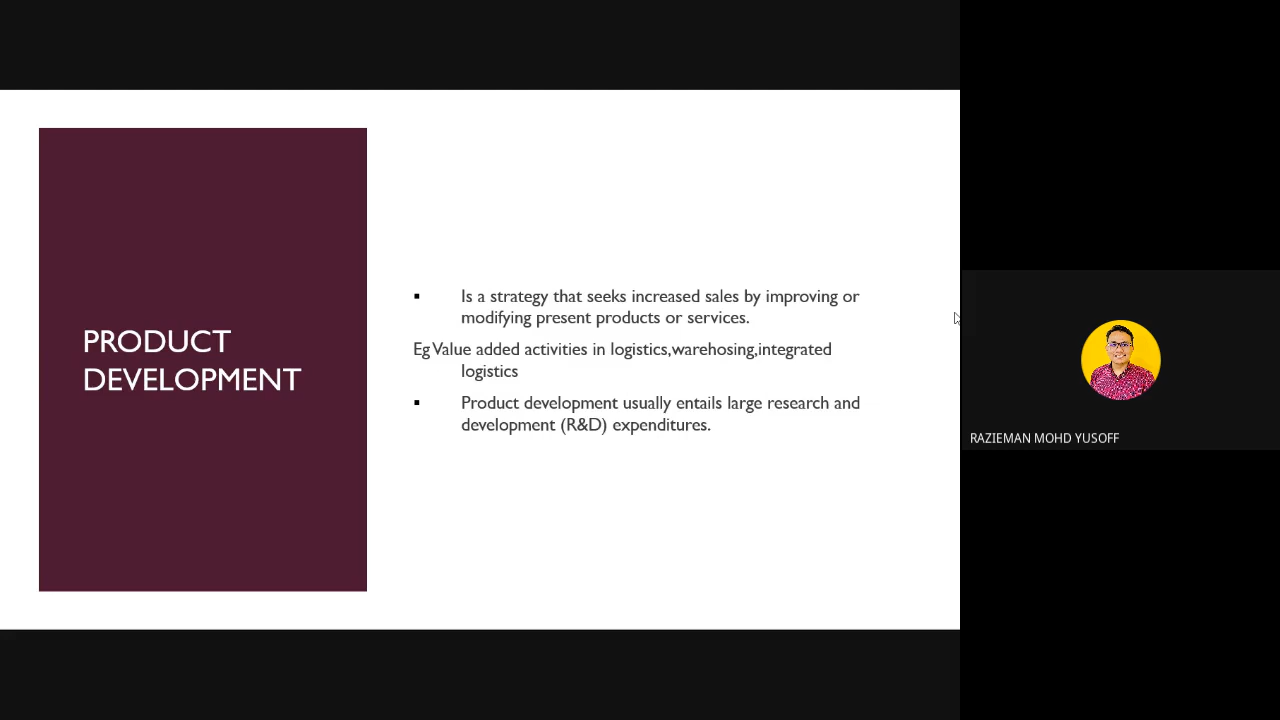 PRODUCT
DEVELOPMENT
▪ Is a strategy that seeks increased sales by improving or
modifying present products or services.
Eg Value added activities in logistics,warehosing,integrated
logistics
▪ Product development usually entails large research and
development (R&D) expenditures.
RAZIEMAN MOHD YUSOFF